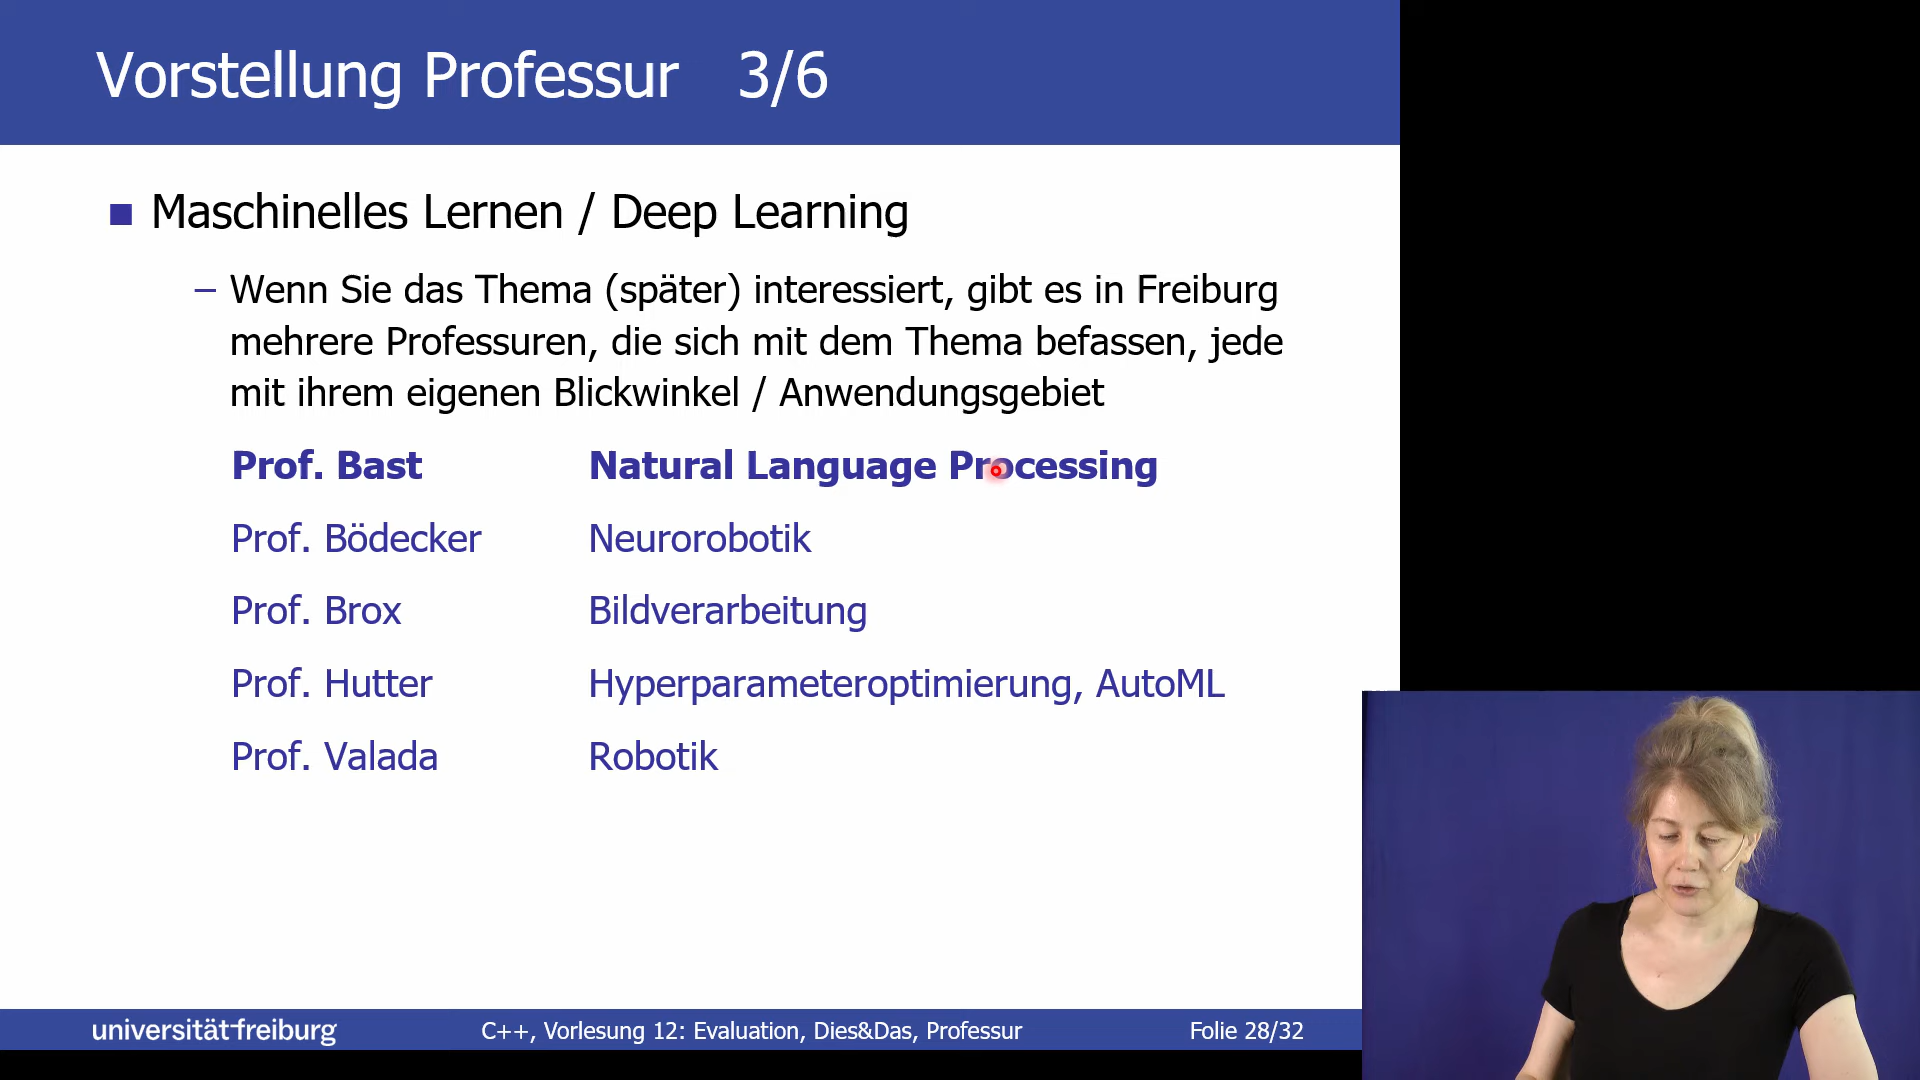 Vorstellung Professur 3/6
Maschinelles Lernen / Deep Learning
– Wenn Sie das Thema (später) interessiert, gibt es in Freiburg
mehrere Professuren, die sich mit dem Thema befassen, jede
mit ihrem eigenen Blickwinkel / Anwendungsgebiet
Prof. Bast Natural Language Processing
Prof. Bödecker Neurorobotik
Prof. Brox Bildverarbeitung
Prof. Hutter Hyperparameteroptimierung, AutoML
Prof. Valada Robotik
universität freiburg C++, Vorlesung 12: Evaluation, Dies&Das, Professur Folie 28/32